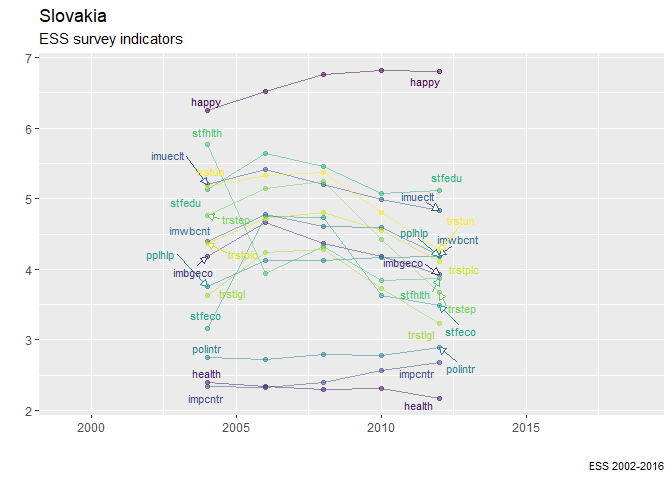 Slovakia
ESS survey indicators
7
6
5
4
3
2
happy
happy
stfhlth
imueclt
trstun
stfedu
stfedu
imueclt
trstep
trstun
imwbcnt
pplhlp
imwbcnt
pplhlp
trstplc
imbgeco
imbgeco
trstplc
trstlgl
stfhlth
trstep
stfeco
trstlgl
stfeco
polintr
polintr
health
impcntr
impcntr
health
2000
2005
2010
2015
ESS 2002-2016